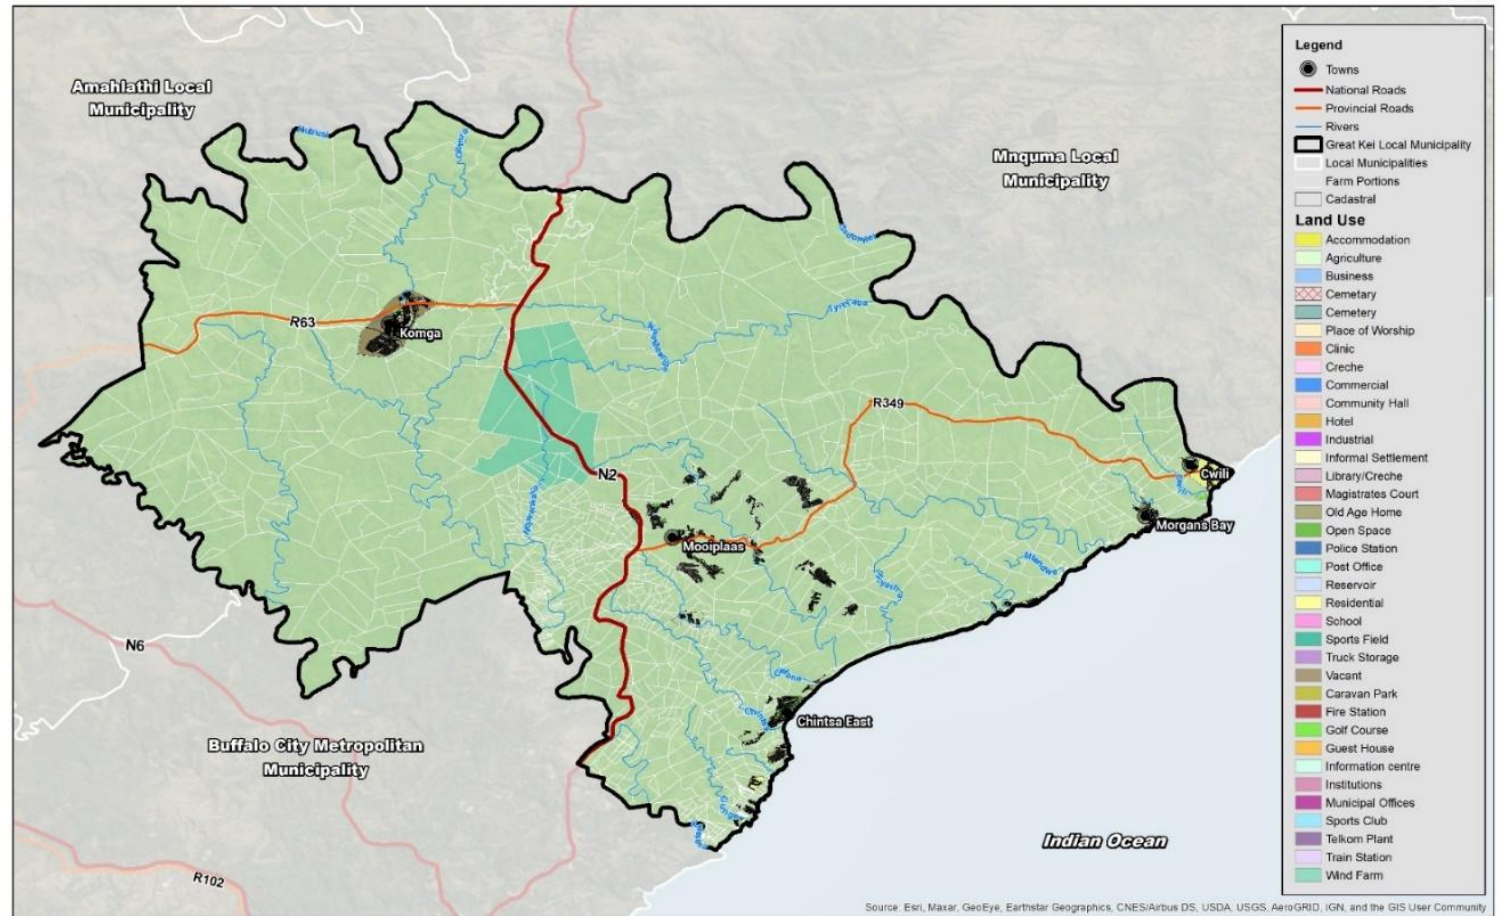 Amahlathi Local
Municipality
Mnquma Local
Municipality
R63
Komga
R349
N2
Cwili
Morgans Bay
Mooiplaas
N6
Chintsa East
Buffalo City Metropolitan
Municipality
Indian Ocean
R102
Legend
Towns
National Roads
Provincial Roads
Rivers
Great Kei Local Municipality
Local Municipalities
Farm Portions
Cadastral
Land Use
Accommodation
Agriculture
Business
Cemetary
Cemetery
Place of Worship
Clinic
Creche
Commercial
Community Hall
Hotel
Industrial
Informal Settlement
Library/Creche
Magistrates Court
Old Age Home
Open Space
Police Station
Post Office
Reservoir
Residential
School
Sports Field
Truck Storage
Vacant
Caravan Park
Fire Station
Golf Course
Guest House
Information centre
Institutions
Municipal Offices
Sports Club
Telkom Plant
Train Station
Wind Farm
Source: Esri, Maxar, GeoEye, Earthstar Geographics, CNES/Airbus DS, USDA, USGS, AeroGRID, IGN, and the GIS User Community